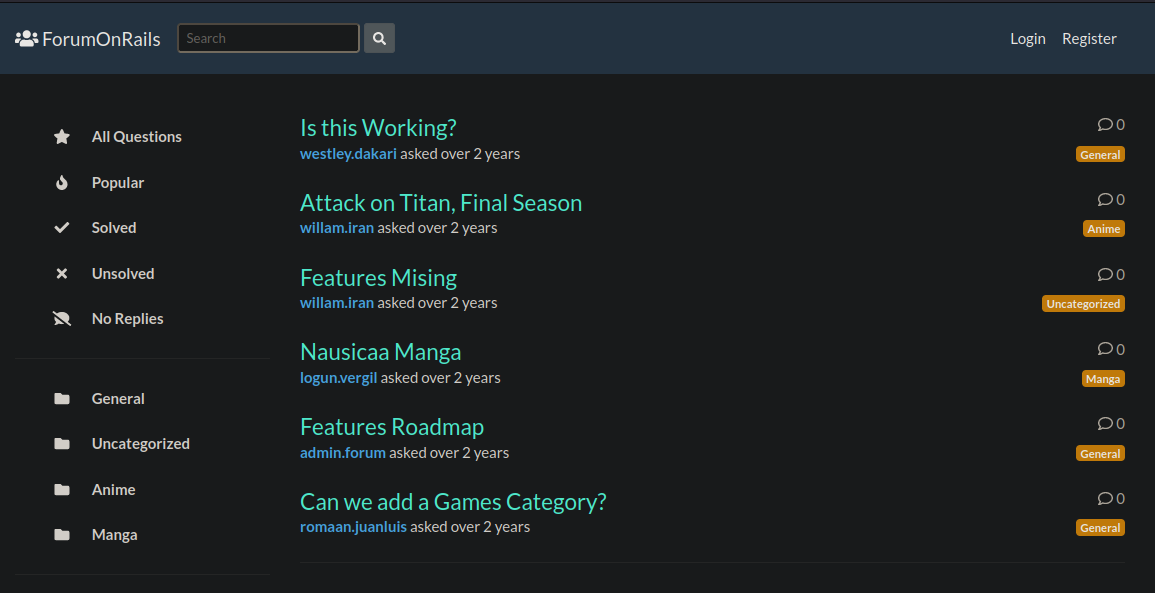 ForumOnRails
Search
Login
Register
All Questions
Popular
Solved
Unsolved
No Replies
General
Uncategorized
Anime
Manga
Is this Working?
0
westley.dakari asked over 2 years
General
Attack on Titan, Final Season
0
willam.iran asked over 2 years
Anime
Features Mising
0
willam.iran asked over 2 years
Uncategorized
Nausicaa Manga
0
logun.vergil asked over 2 years
Manga
Features Roadmap
0
admin.forum asked over 2 years
General
Can we add a Games Category?
0
romaan.juanluis asked over 2 years
General